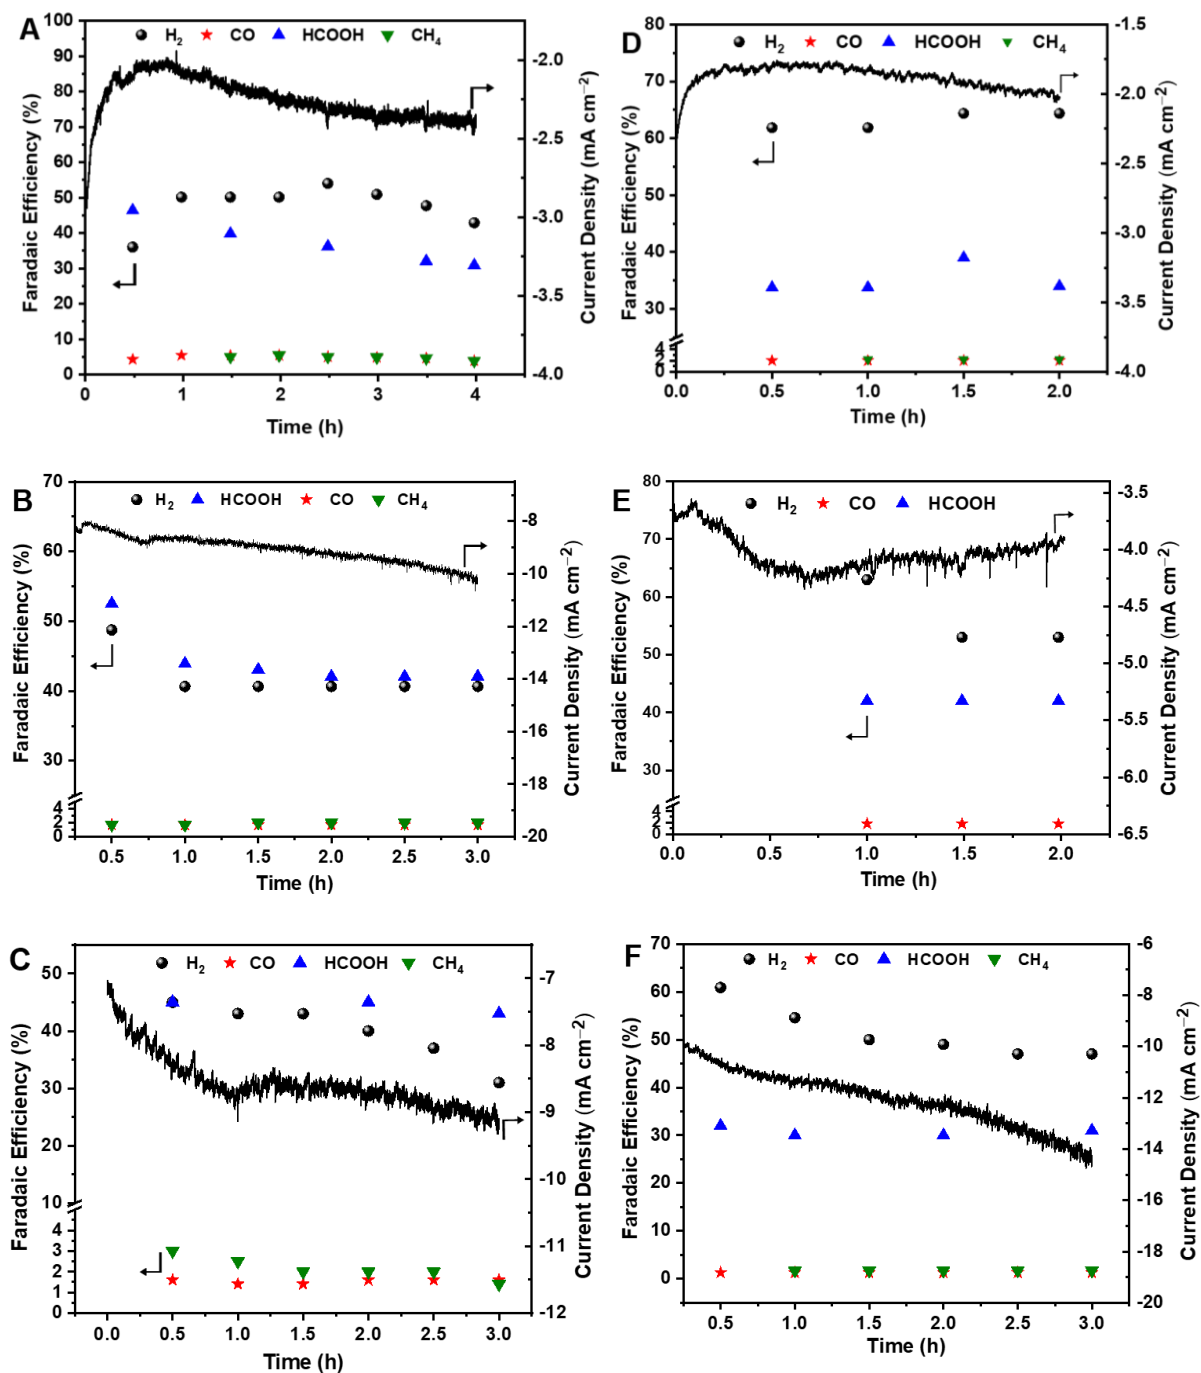 A
H2 CO HCOOH CH4
Faradaic Efficiency (%)
100
90
80
70
60
50
40
30
20
10
0
-2.0
-2.5
-3.0
-3.5
-4.0
Current Density (mA cm−2)
0 1 2 3 4
Time (h)
D
H2 CO HCOOH CH4
Faradaic Efficiency (%)
80
70
60
50
40
30
4
2
0
-1.5
-2.0
-2.5
-3.0
-3.5
-4.0
Current Density (mA cm−2)
0.0 0.5 1.0 1.5 2.0
Time (h)
B
H2 HCOOH CO CH4
Faradaic Efficiency (%)
70
60
50
40
30
4
2
0
-8
-10
-12
-14
-16
-18
-20
Current Density (mA cm−2)
0.5 1.0 1.5 2.0 2.5 3.0
Time (h)
E
H2 CO HCOOH
Faradaic Efficiency (%)
80
70
60
50
40
30
4
2
0
-3.5
-4.0
-4.5
-5.0
-5.5
-6.0
-6.5
Current Density (mA cm−2)
0.0 0.5 1.0 1.5 2.0
Time (h)
C
H2 CO HCOOH CH4
Faradaic Efficiency (%)
50
40
30
20
10
4
3
2
1
0
-7
-8
-9
-10
-11
-12
Current Density (mA cm−2)
0.0 0.5 1.0 1.5 2.0 2.5 3.0
Time (h)
F
H2 CO HCOOH CH4
Faradaic Efficiency (%)
70
60
50
40
30
20
10
0
-6
-8
-10
-12
-14
-16
-18
-20
Current Density (mA cm−2)
0.5 1.0 1.5 2.0 2.5 3.0
Time (h)